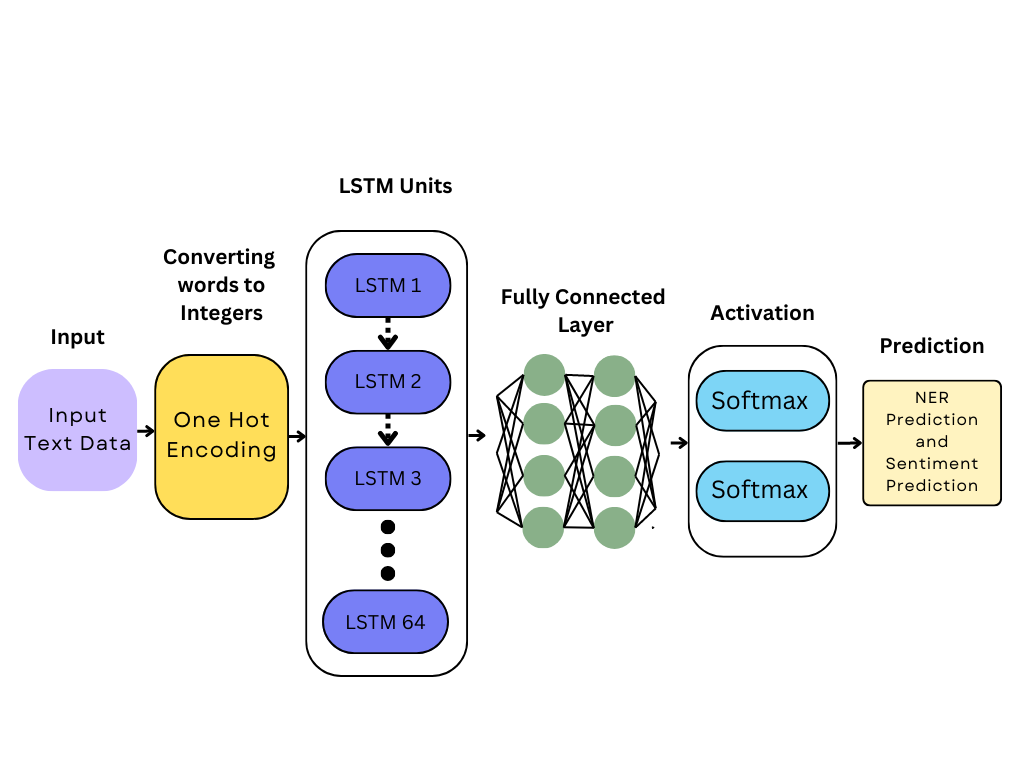 Input
Input
Text Data
Converting
words to
Integers
One Hot
Encoding
LSTM Units
LSTM 1
LSTM 2
LSTM 3
LSTM 64
Fully Connected
Layer
Activation
Softmax
Softmax
Prediction
NER
Prediction
and
Sentiment
Prediction